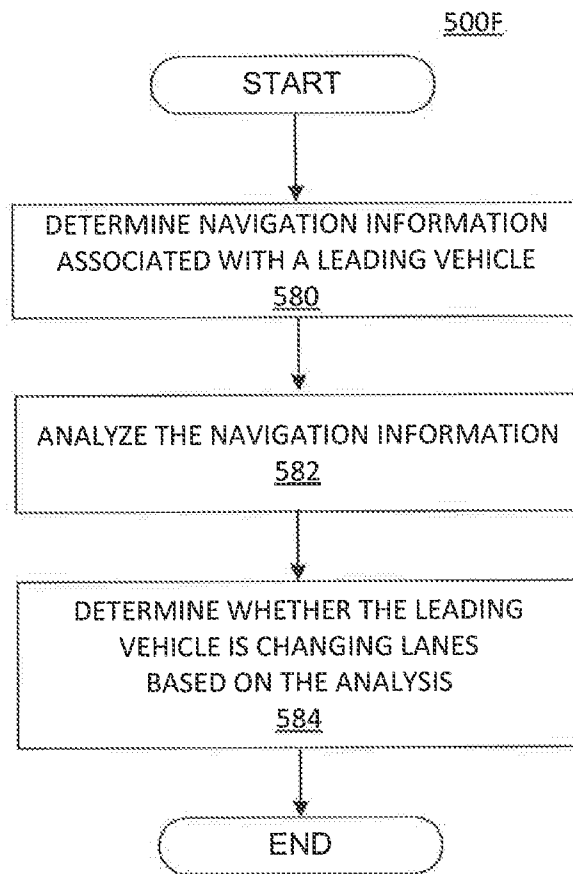 500F
START
DETERMINE NAVIGATION INFORMATION
ASSOCIATED WITH A LEADING VEHICLE
580
ANALYZE THE NAVIGATION INFORMATION
582
DETERMINE WHETHER THE LEADING
VEHICLE IS CHANGING LANES
BASED ON THE ANALYSIS
584
END